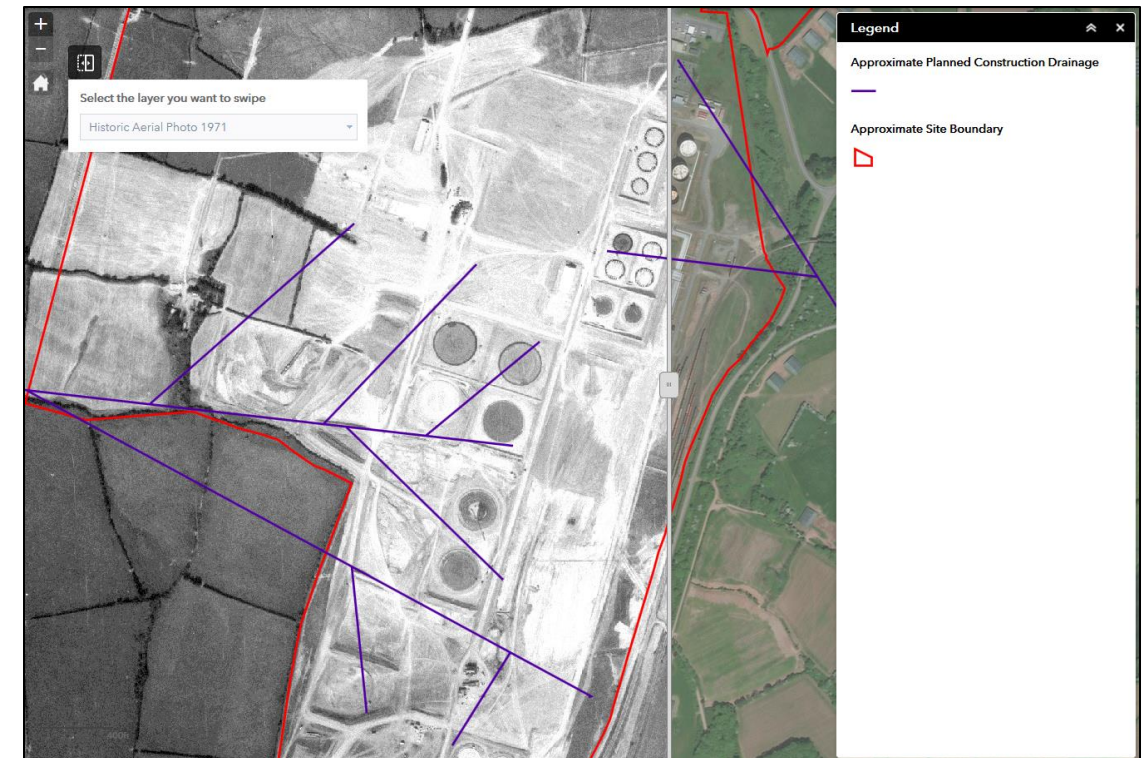 +
Legend
Approximate Planned Construction Drainage
−
Select the layer you want to swipe
Historic Aerial Photo 1971
Approximate Site Boundary
400ft